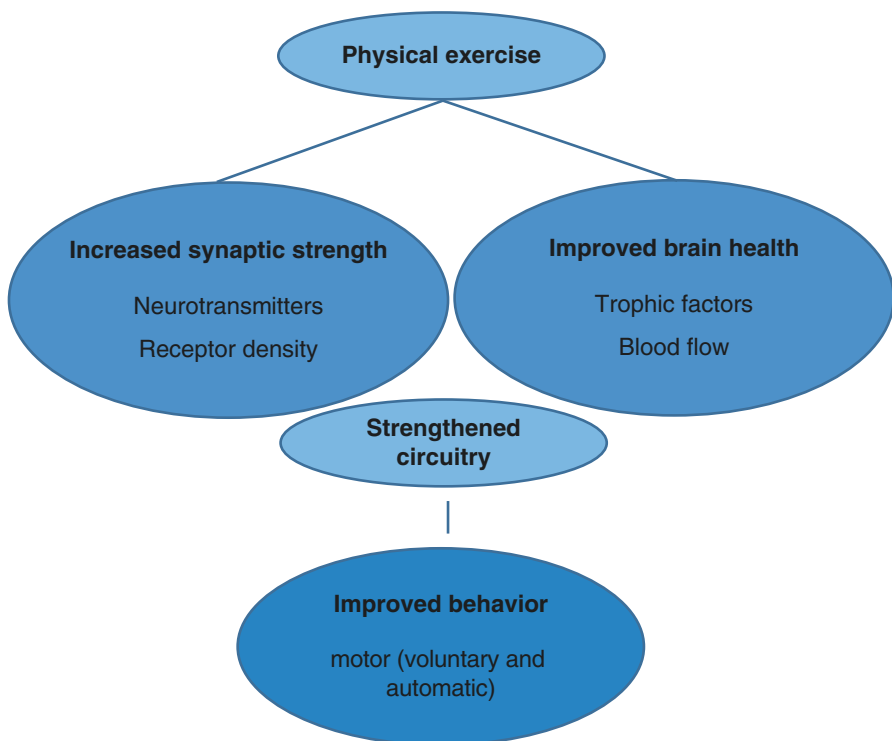 Physical exercise
Increased synaptic strength
Neurotransmitters
Receptor density
Improved brain health
Trophic factors
Blood flow
Strengthened
circuitry
Improved behavior
motor (voluntary and
automatic)